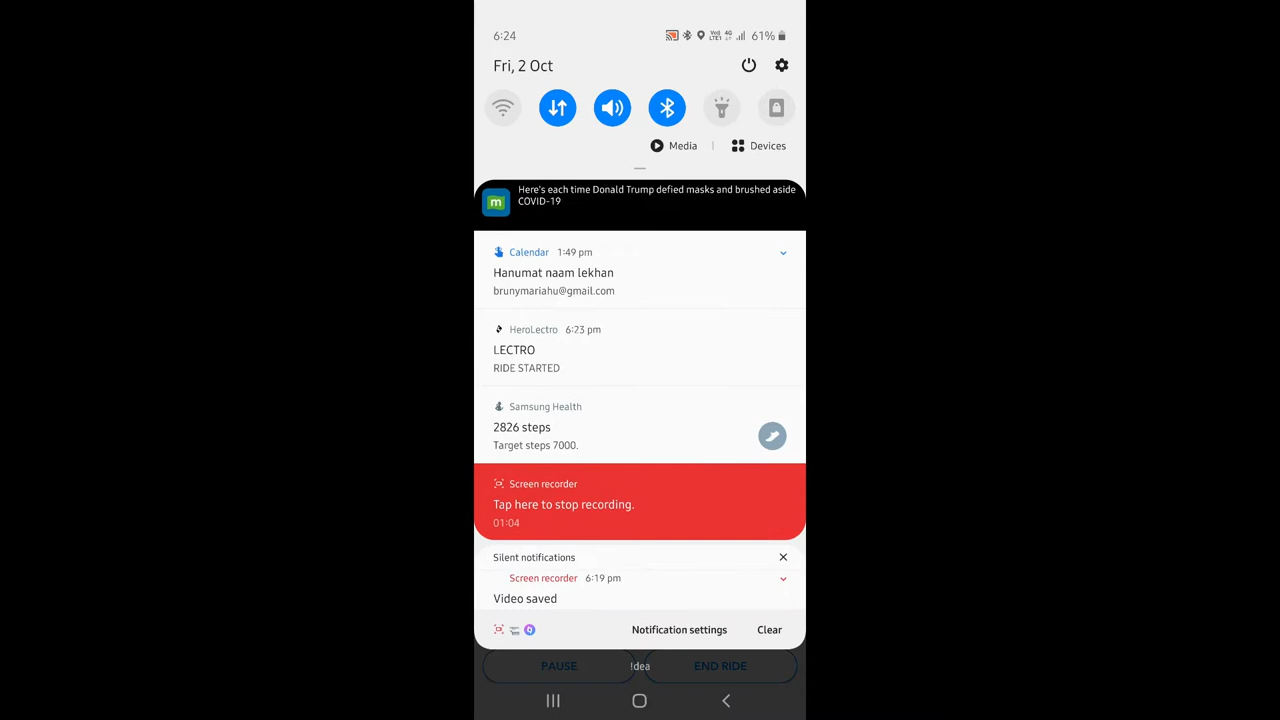 6:24
61%
Fri, 2 Oct
Media
Devices
Here's each time Donald Trump defied masks and brushed aside
COVID-19
m
Calendar 1:49 pm
Hanumat naam lekhan
brunymariahu@gmail.com
HeroLectro 6:23 pm
LECTRO
RIDE STARTED
Samsung Health
2826 steps
Target steps 7000.
Screen recorder
Tap here to stop recording.
01:04
Silent notifications
Screen recorder 6:19 pm
Video saved
Notification settings Clear
PAUSE !dea END RIDE